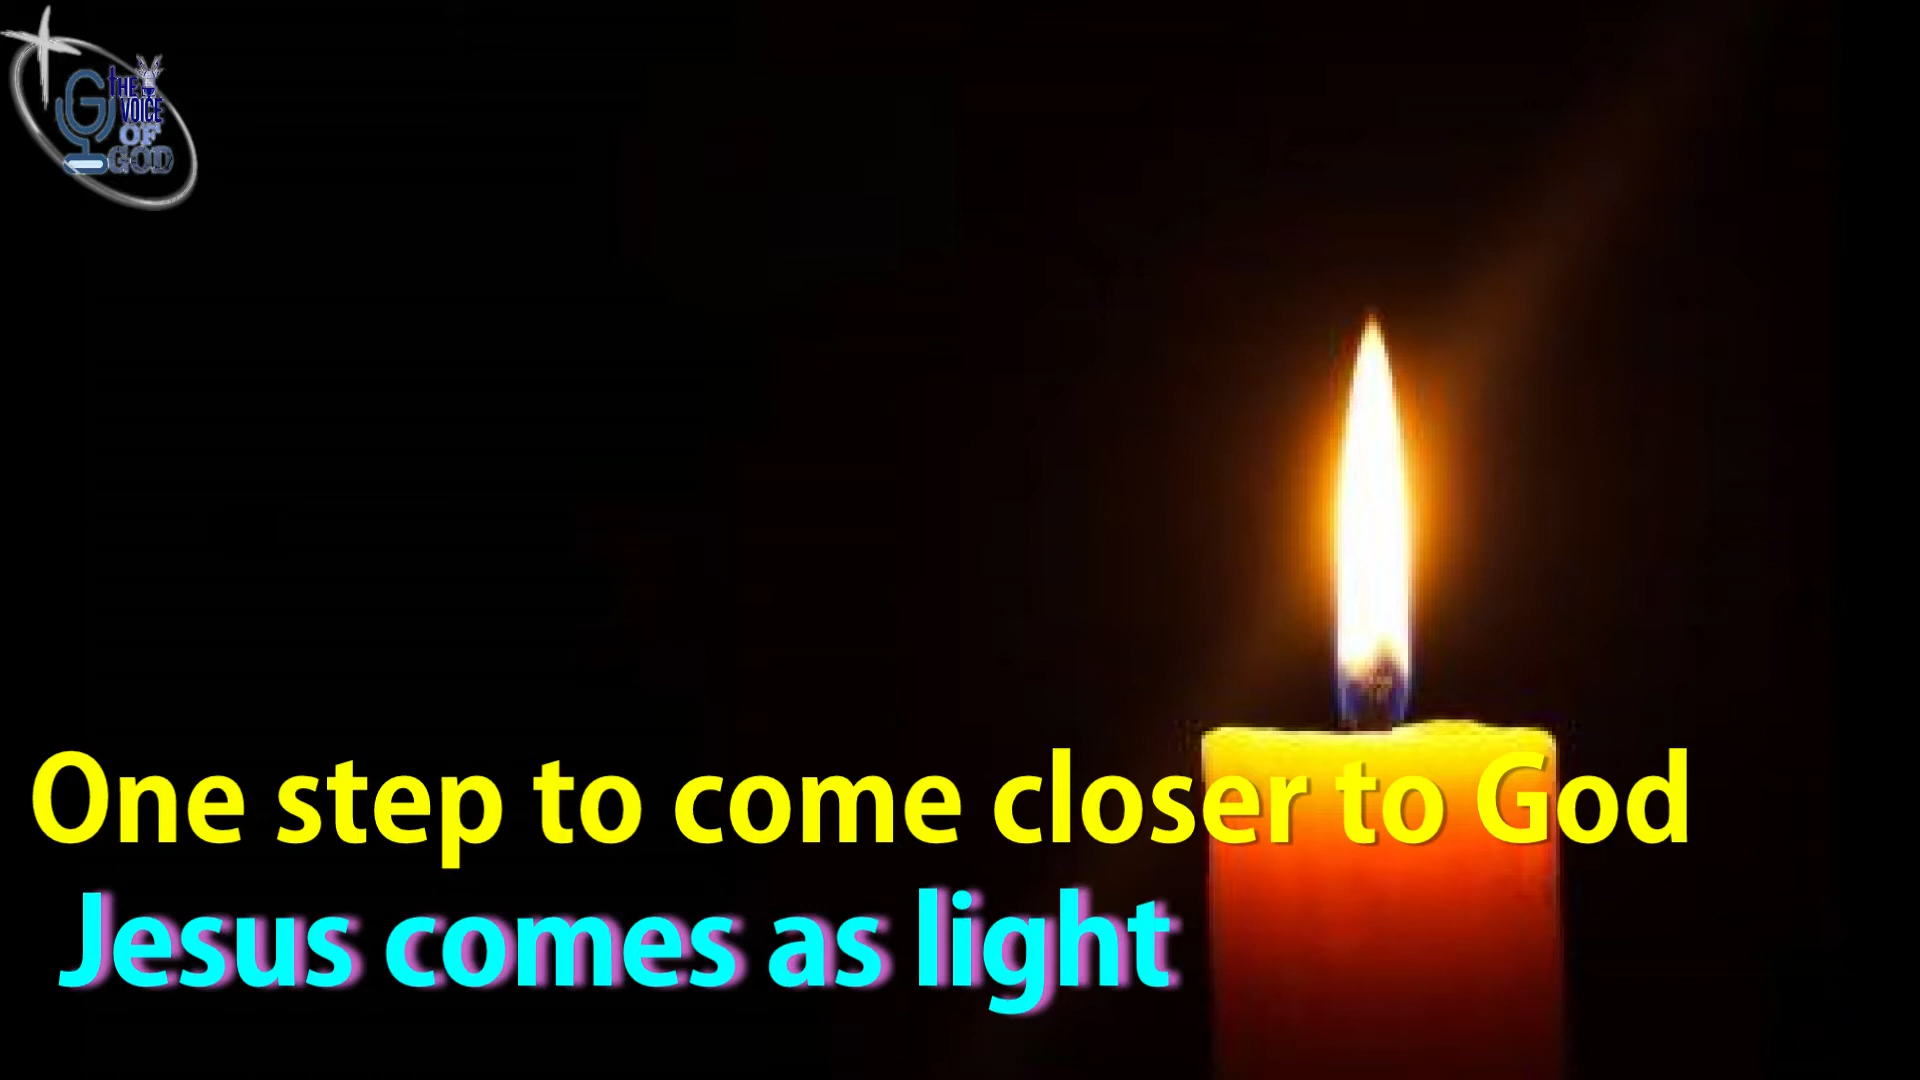 THE
VOICE
OF
GOD
One step to come closer to God
Jesus comes as light